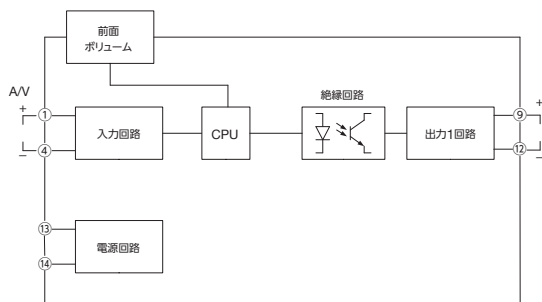 前面
ボリューム
A/V
絶縁回路
+
①
入力回路
CPU
出力1回路
⑨
+
−
④
⑫
−
⑬
電源回路
⑭